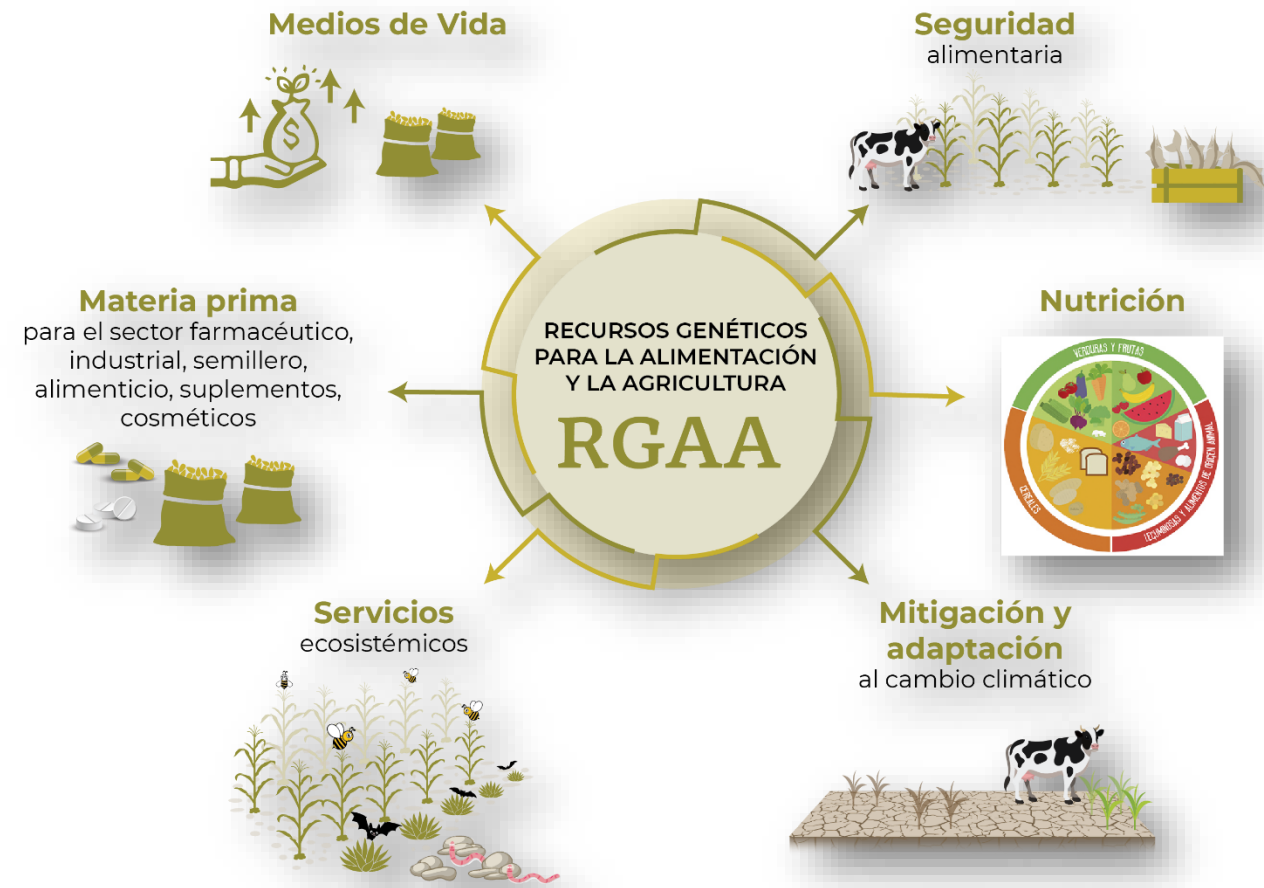 Medios de Vida
Seguridad
alimentaria
Materia prima
para el sector farmacéutico,
industrial, semillero,
alimenticio, suplementos,
cosméticos
RECURSOS GENÉTICOS
PARA LA ALIMENTACIÓN
Y LA AGRICULTURA
RGAA
Nutrición
VERDURAS Y FRUTAS
CEREALES
LEGUMINOSAS Y ALIMENTOS DE ORIGEN ANIMAL
Servicios
ecosistémicos
Mitigación y
adaptación
al cambio climático
$